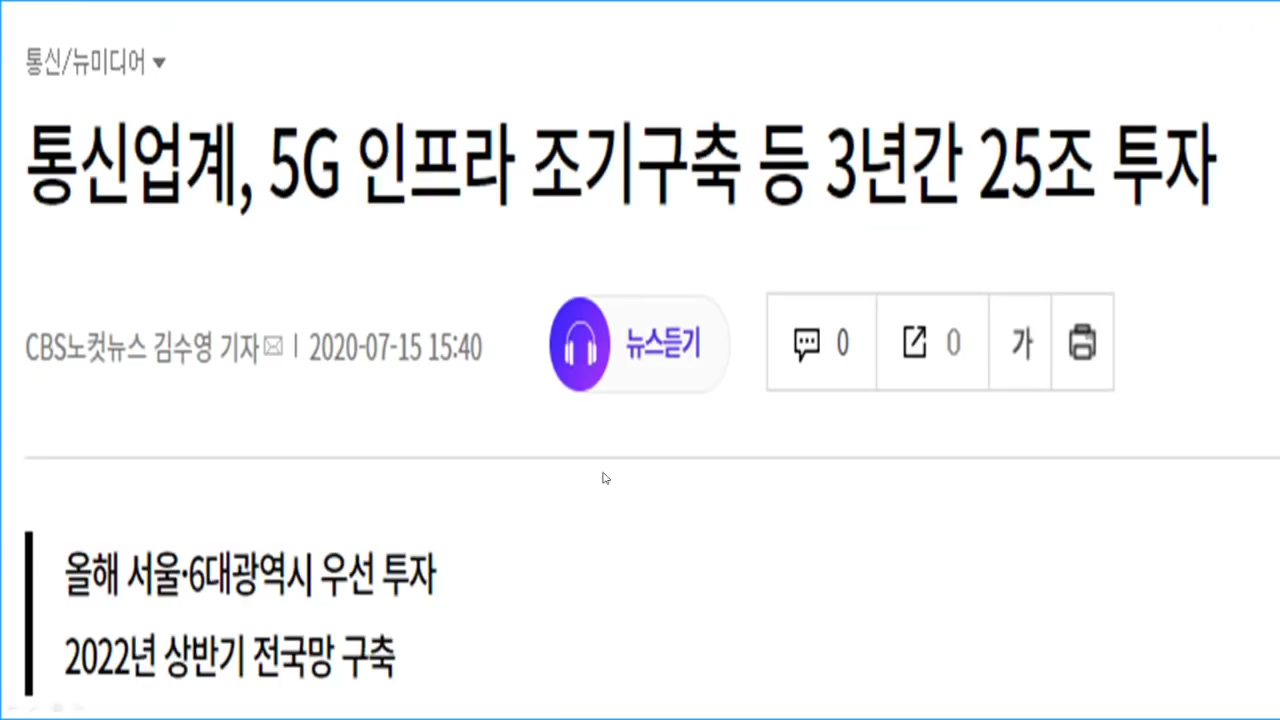 통신/뉴미디어
통신업계, 5G 인프라 조기구축 등 3년간 25조 투자
CBS노컷뉴스 김수영 기자 | 2020-07-15 15:40
뉴스듣기
0
0
가
올해 서울·6대광역시 우선 투자
2022년 상반기 전국망 구축